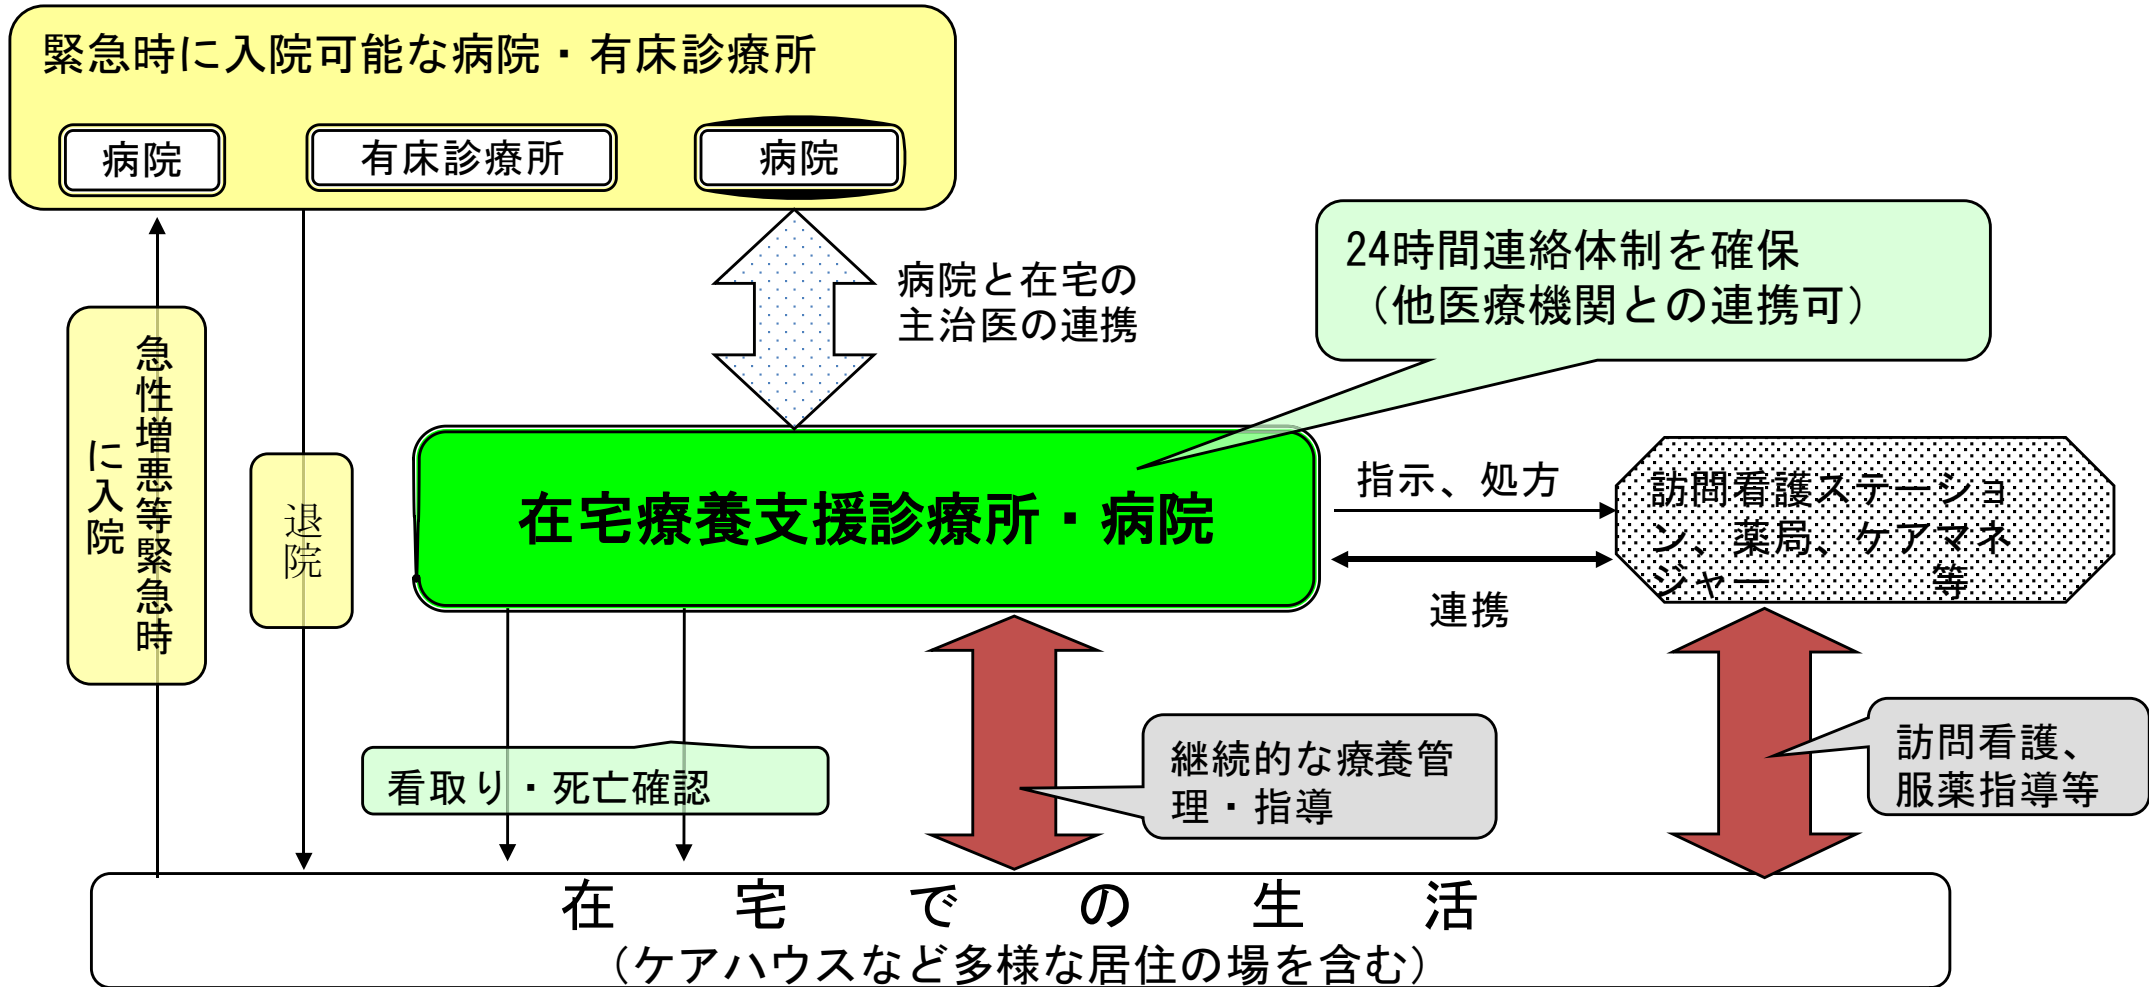 緊急時に入院可能な病院・有床診療所
病院
有床診療所
病院
病院と在宅の
主治医の連携
24時間連絡体制を確保
（他医療機関との連携可）
急性増悪等緊急時
に入院
退院
在宅療養支援診療所・病院
指示、処方
連携
訪問看護ステーショ
ン、薬局、ケアマネ
ジャー 等
看取り・死亡確認
継続的な療養管
理・指導
訪問看護、
服薬指導等
在 宅 で の 生 活
（ケアハウスなど多様な居住の場を含む）